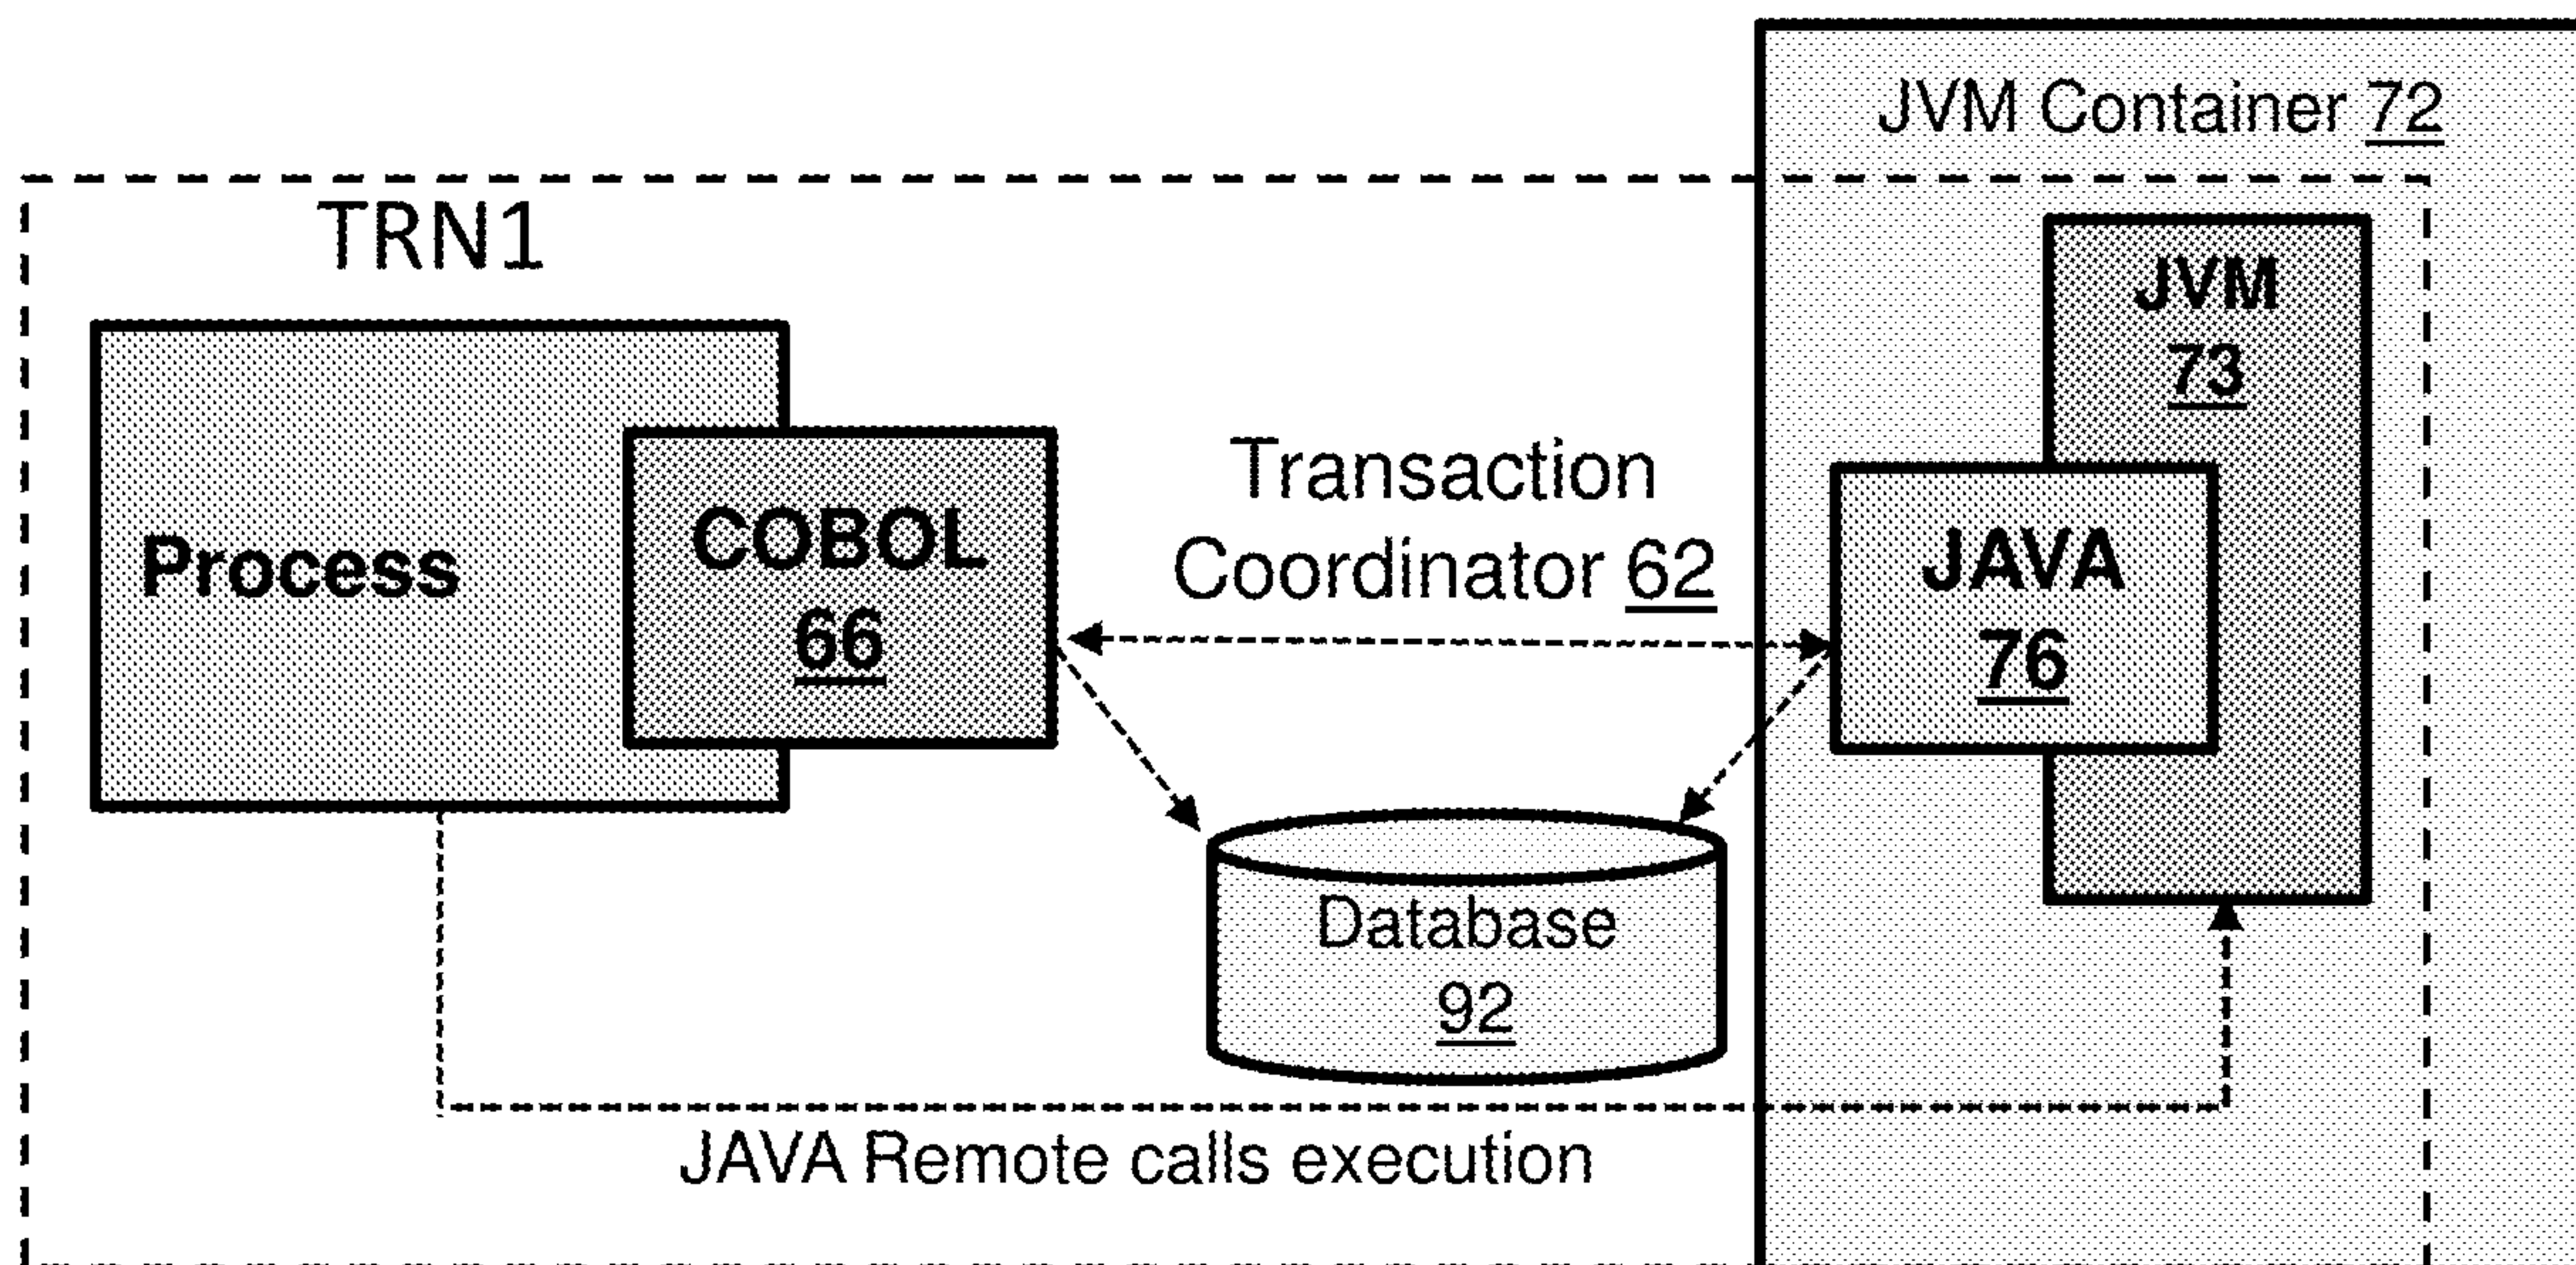 JVM Container 72
TRN1
JVM
73
Process
COBOL
66
Transaction
Coordinator 62
JAVA
76
Database
92
JAVA Remote calls execution